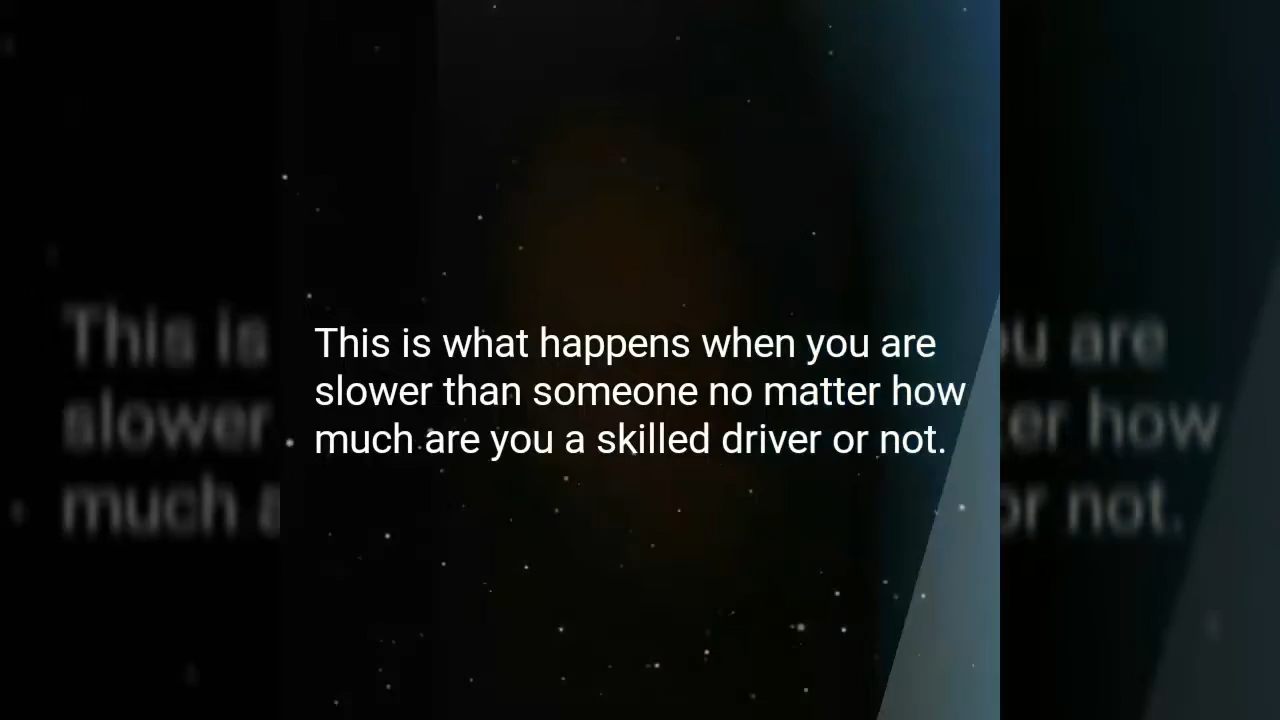 This is what happens when you are
slower than someone no matter how
much are you a skilled driver or not.